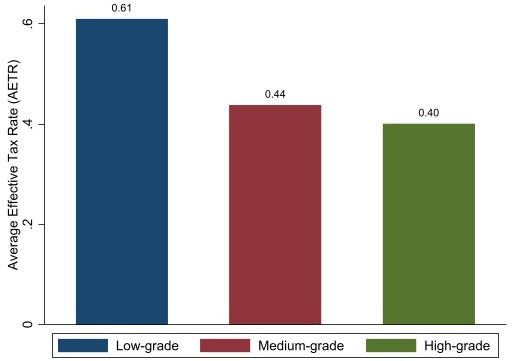 Average Effective Tax Rate (AETR)
.6
.4
.2
0
0.61
0.44
0.40
Low-grade
Medium-grade
High-grade